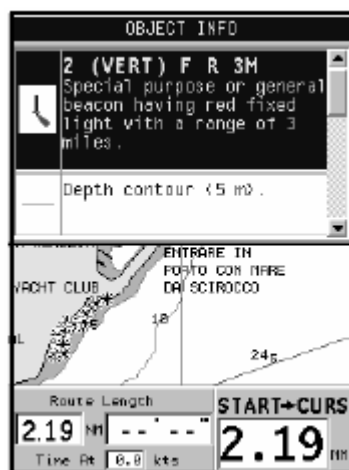 OBJECT INFO
2 (VERT) F R 3M
Special purpose or general
beacon having red fixed
light with a range of 3
miles.
Depth contour (5 m).
ENTRARE IN
PORTO CON MARE
DA SCIROCCO
YACHT CLUB
10
24₅
Route Length
2.19 NM --°--"
Time At 0.0 kts
START→CURS
2.19 NM